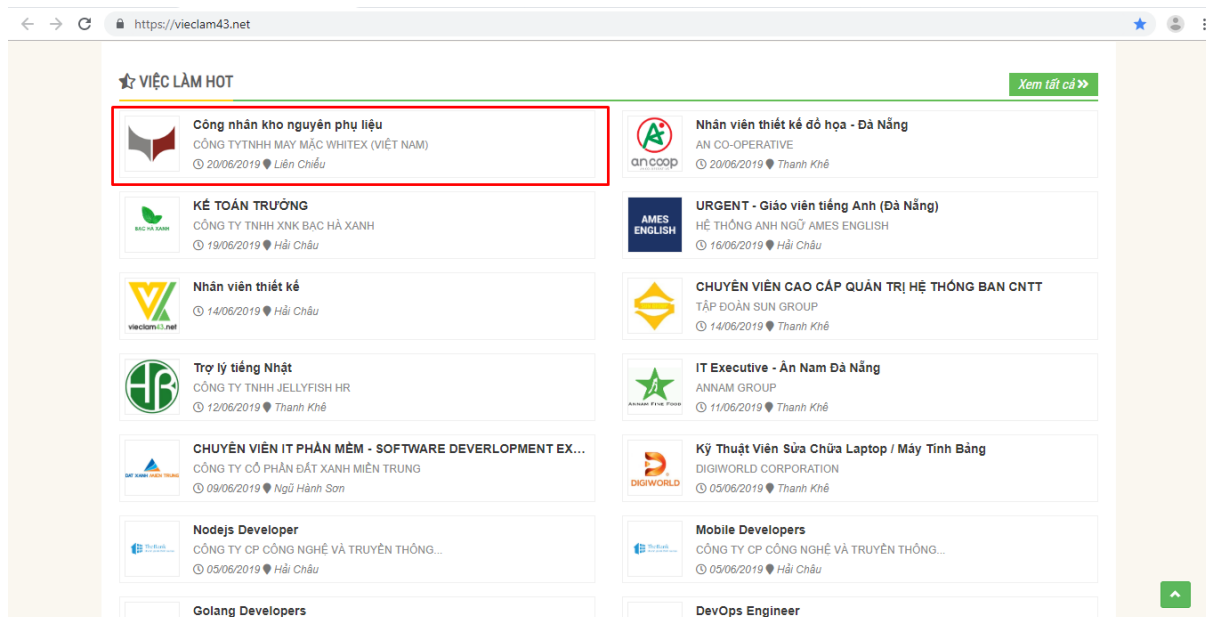 https://vieclam43.net
VIỆC LÀM HOT
Xem tất cả
Công nhân kho nguyên phụ liệu
CÔNG TYTNHH MAY MẶC WHITEX (VIỆT NAM)
20/06/2019 Liên Chiểu
ancoop
Nhân viên thiết kế đồ họa - Đà Nẵng
AN CO-OPERATIVE
20/06/2019 Thanh Khê
BẠC HÀ XANH
KẾ TOÁN TRƯỞNG
CÔNG TY TNHH XNK BẠC HÀ XANH
19/06/2019 Hải Châu
AMES
ENGLISH
URGENT - Giáo viên tiếng Anh (Đà Nẵng)
HỆ THỐNG ANH NGỮ AMES ENGLISH
16/06/2019 Hải Châu
vieclam43.net
Nhân viên thiết kế
14/06/2019 Hải Châu
CHUYÊN VIÊN CAO CẤP QUẢN TRỊ HỆ THỐNG BAN CNTT
TẬP ĐOÀN SUN GROUP
14/06/2019 Thanh Khê
Trợ lý tiếng Nhật
CÔNG TY TNHH JELLYFISH HR
12/06/2019 Thanh Khê
ANNAM FINE FOOD
IT Executive - Ân Nam Đà Nẵng
ANNAM GROUP
11/06/2019 Thanh Khê
ĐẤT XANH MIỀN TRUNG
CHUYÊN VIÊN IT PHẦN MỀM - SOFTWARE DEVERLOPMENT EX...
CÔNG TY CỔ PHẦN ĐẤT XANH MIỀN TRUNG
09/06/2019 Ngũ Hành Sơn
DIGIWORLD
Kỹ Thuật Viên Sửa Chữa Laptop / Máy Tính Bảng
DIGIWORLD CORPORATION
05/06/2019 Thanh Khê
TheBank
Nodejs Developer
CÔNG TY CP CÔNG NGHỆ VÀ TRUYỀN THÔNG...
05/06/2019 Hải Châu
TheBank
Mobile Developers
CÔNG TY CP CÔNG NGHỆ VÀ TRUYỀN THÔNG...
05/06/2019 Hải Châu
Golang Developers
DevOps Engineer